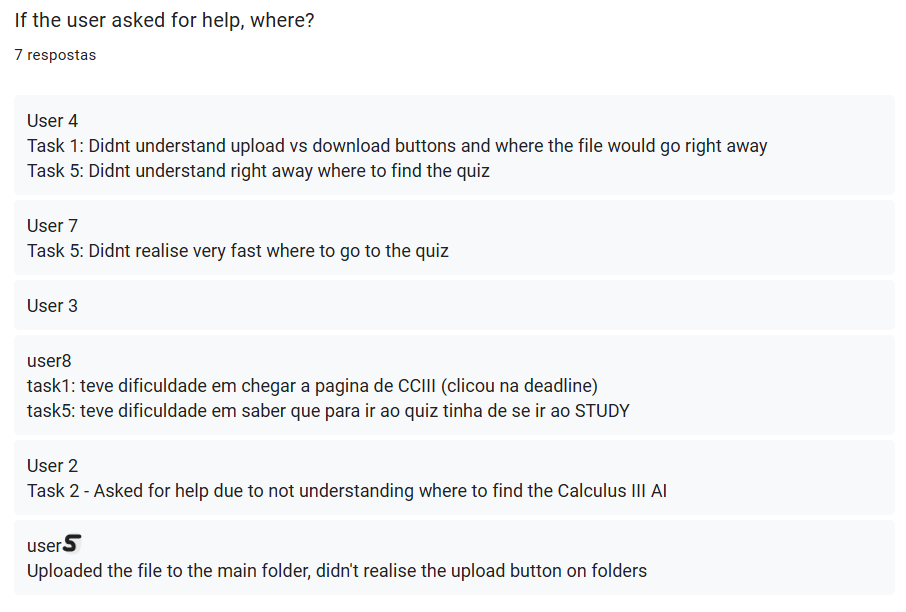 If the user asked for help, where?
7 respostas
User 4
Task 1: Didnt understand upload vs download buttons and where the file would go right away
Task 5: Didnt understand right away where to find the quiz
User 7
Task 5: Didnt realise very fast where to go to the quiz
User 3
user8
task1: teve dificuldade em chegar a pagina de CCIII (clicou na deadline)
task5: teve dificuldade em saber que para ir ao quiz tinha de se ir ao STUDY
User 2
Task 2 - Asked for help due to not understanding where to find the Calculus III AI
user5
Uploaded the file to the main folder, didn't realise the upload button on folders